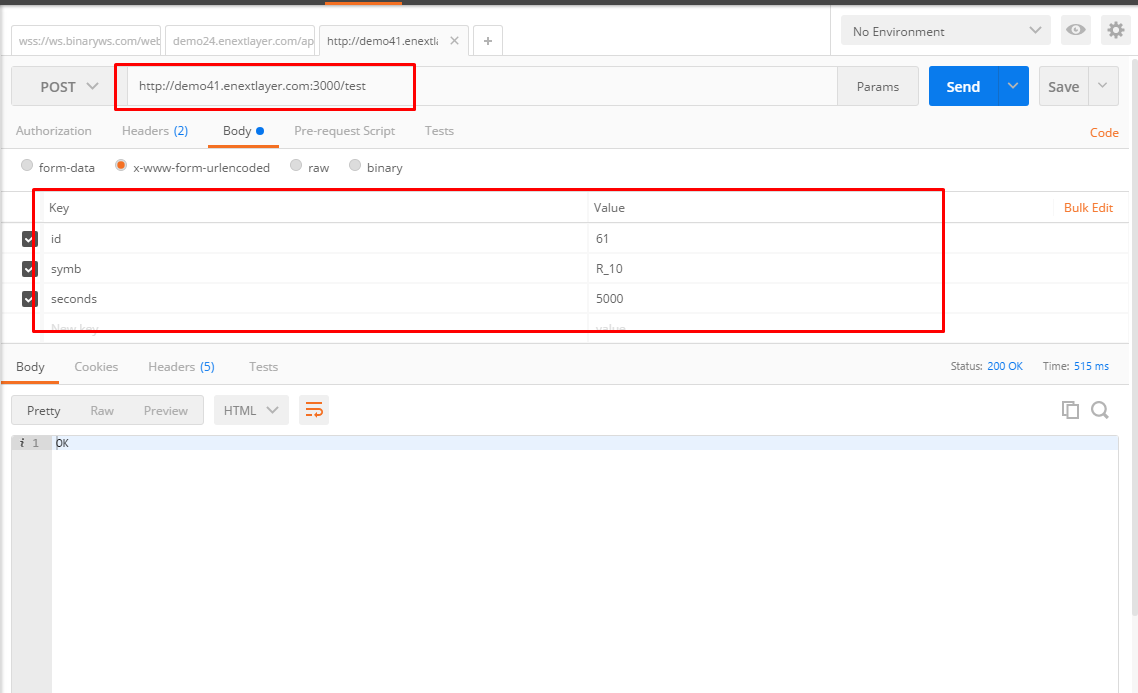 wss://ws.binaryws.com/web
demo24.enextlayer.com/ap
http://demo41.enextla
No Environment
POST
http://demo41.enextlayer.com:3000/test
Params
Send
Save
Authorization
Headers (2)
Body
Pre-request Script
Tests
Code
form-data
x-www-form-urlencoded
raw
binary
Key
Value
Bulk Edit
id
61
symb
R_10
seconds
5000
New key
value
Body
Cookies
Headers (5)
Tests
Status: 200 OK
Time: 515 ms
Pretty
Raw
Preview
HTML
i 1
OK